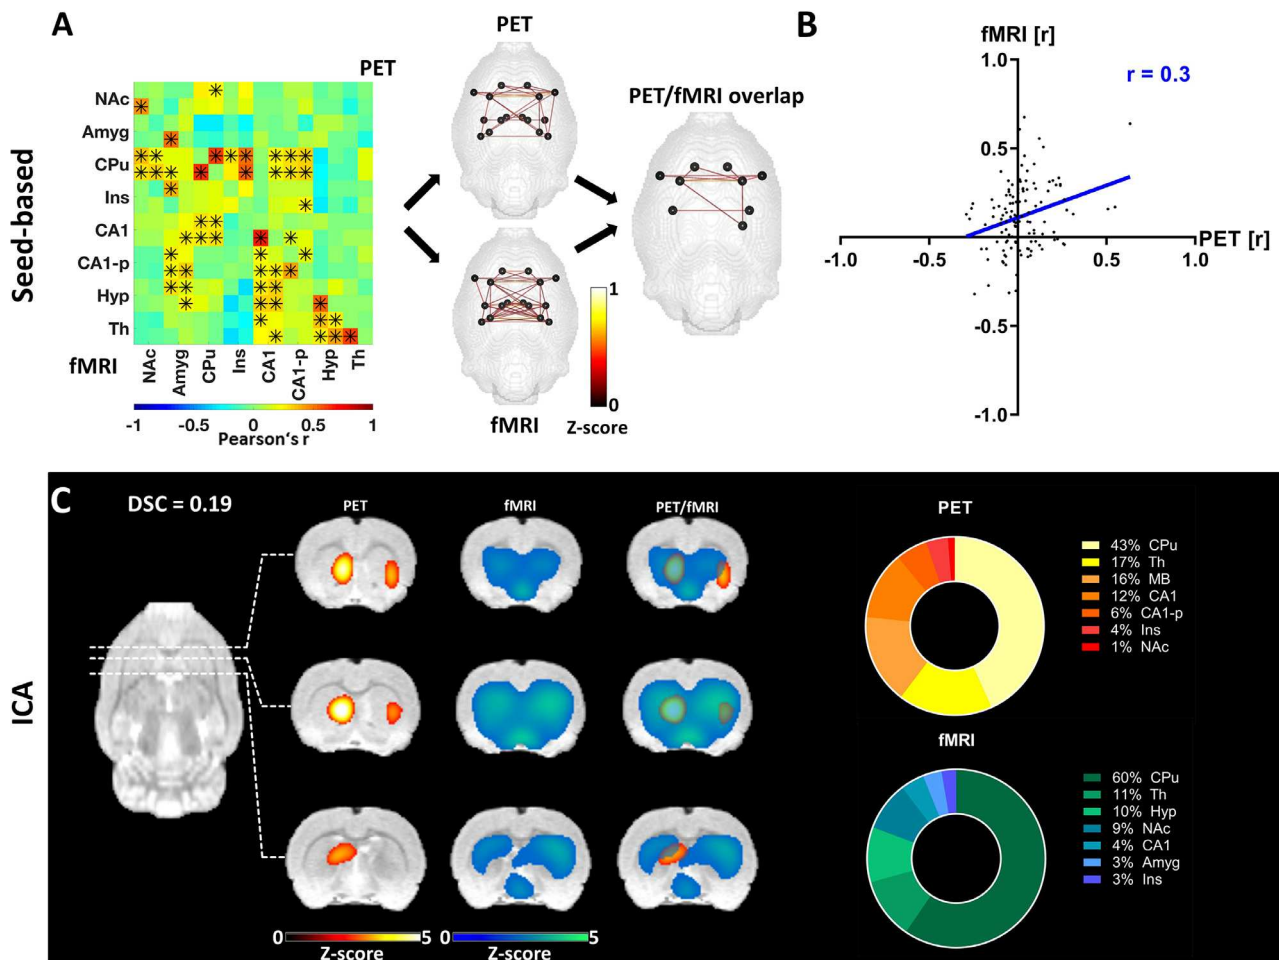 A
PET
B
fMRI [r]
PET
1.0
r = 0.3
PET/fMRI overlap
NAc
Amyg
CPu
Ins
CA1
CA1-p
Hyp
Th
Seed-based
0.5
PET [r]
-1.0
-0.5
0.5
1.0
-0.5
-1.0
fMRI
NAc
Amyg
CPu
Ins
CA1
CA1-p
Hyp
Th
-1
-0.5
0
0.5
1
Pearson's r
1
0
fMRI
Z-score
C
DSC = 0.19
PET
fMRI
PET/fMRI
ICA
0
5
Z-score
0
5
Z-score
PET
43% CPu
17% Th
16% MB
12% CA1
6% CA1-p
4% Ins
1% NAc
fMRI
60% CPu
11% Th
10% Hyp
9% NAc
4% CA1
3% Amyg
3% Ins